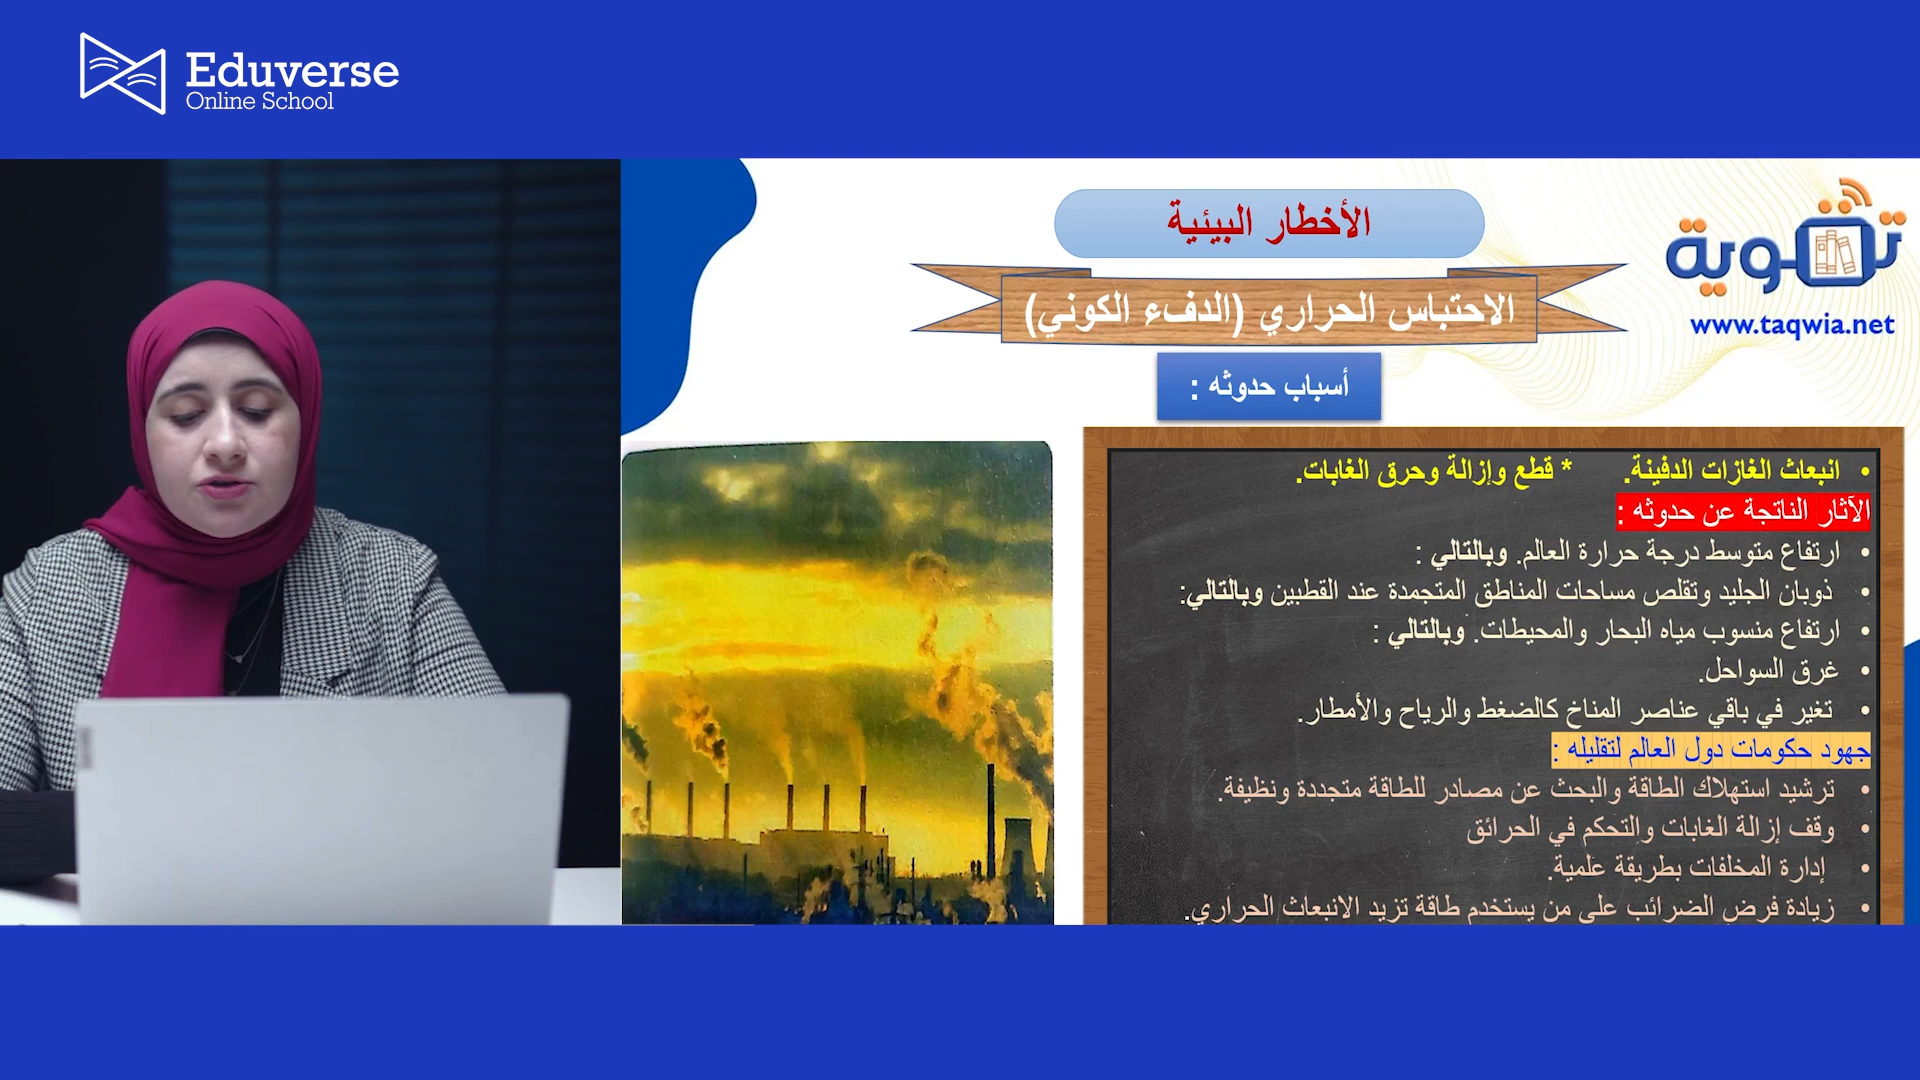 Eduverse
Online School
تقوية
www.taqwia.net
الأخطار البيئية
الاحتباس الحراري (الدفء الكوني)
أسباب حدوثه :
• انبعاث الغازات الدفينة. * قطع وإزالة وحرق الغابات.
الآثار الناتجة عن حدوثه :
• ارتفاع متوسط درجة حرارة العالم. وبالتالي :
• ذوبان الجليد وتقلص مساحات المناطق المتجمدة عند القطبين وبالتالي:
• ارتفاع منسوب مياه البحار والمحيطات. وبالتالي :
• غرق السواحل.
• تغير في باقي عناصر المناخ كالضغط والرياح والأمطار.
جهود حكومات دول العالم لتقليله :
• ترشيد استهلاك الطاقة والبحث عن مصادر للطاقة متجددة ونظيفة.
• وقف إزالة الغابات والتحكم في الحرائق
• إدارة المخلفات بطريقة علمية.
• زيادة فرض الضرائب على من يستخدم طاقة تزيد الانبعاث الحراري.